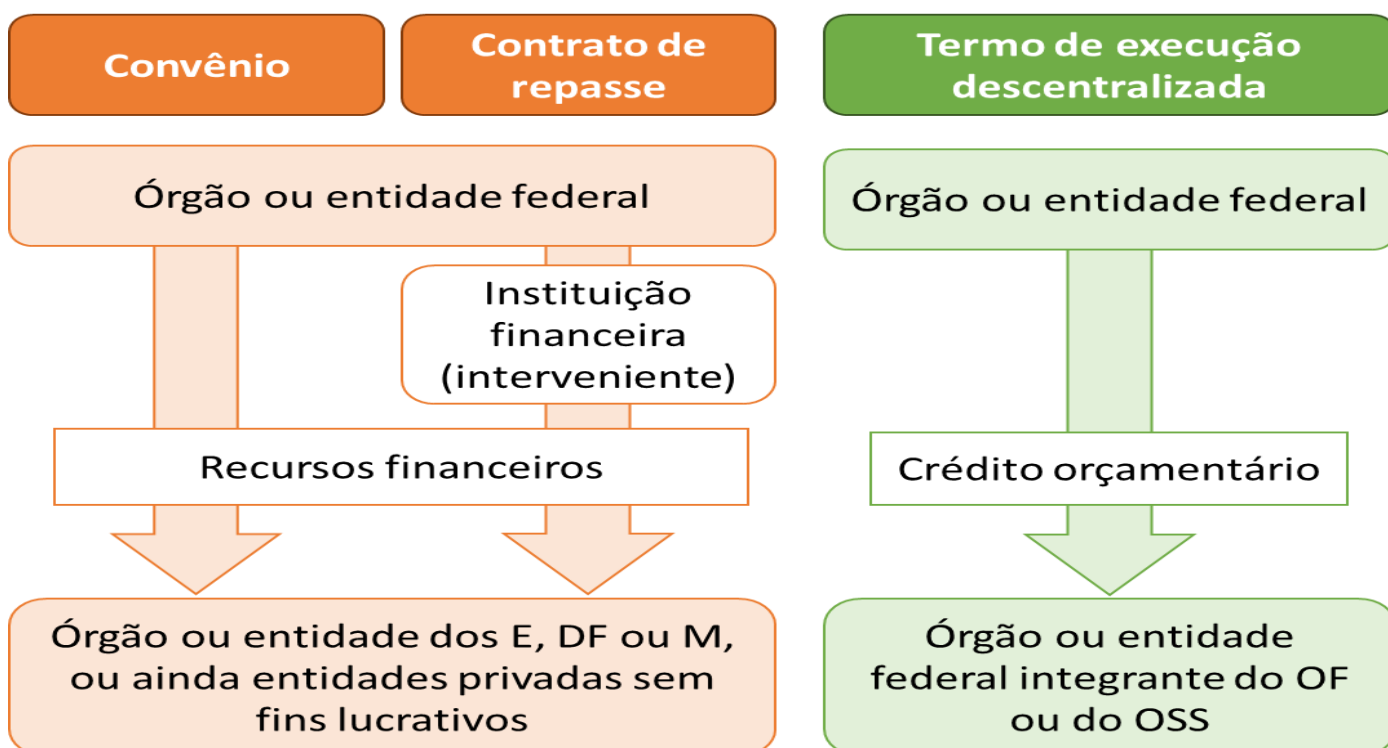 Convênio
Contrato de
repasse
Termo de execução
descentralizada
Órgão ou entidade federal
Órgão ou entidade federal
Instituição
financeira
(interveniente)
Recursos financeiros
Crédito orçamentário
Órgão ou entidade dos E, DF ou M,
ou ainda entidades privadas sem
fins lucrativos
Órgão ou entidade
federal integrante do OF
ou do OSS